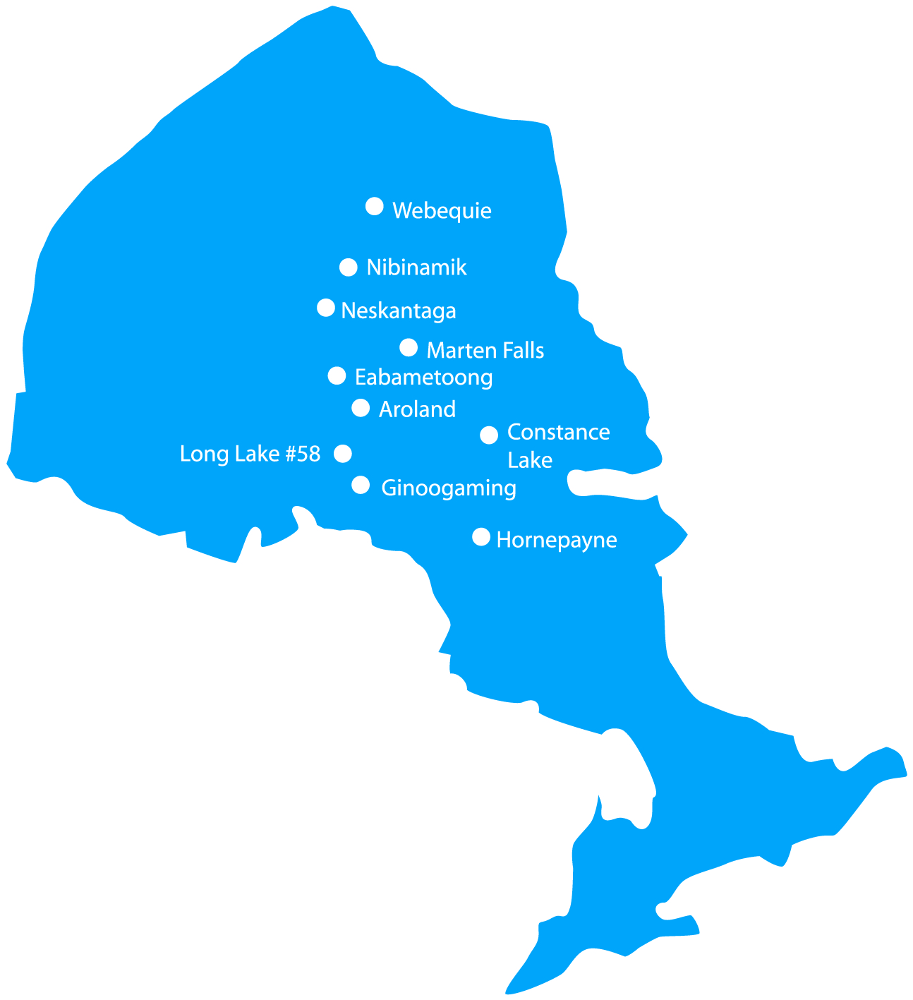 Webequie
Nibinamik
Neskantaga
Marten Falls
Eabametoong
Aroland
Constance
Lake
Long Lake #58
Ginoogaming
Hornepayne